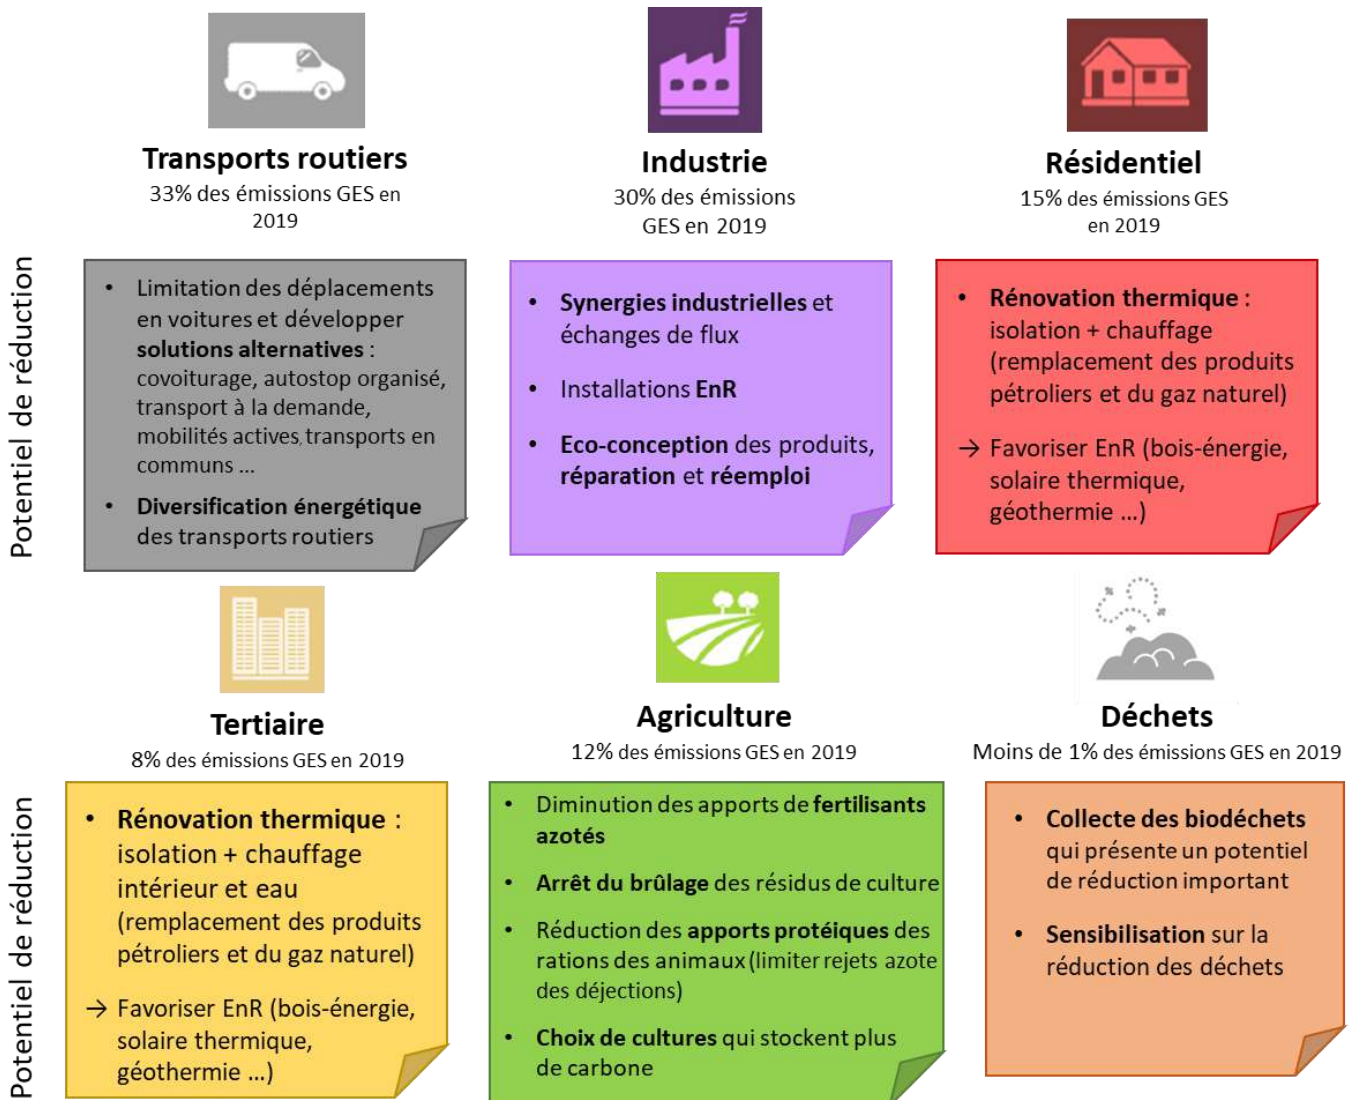 Transports routiers
33% des émissions GES en
2019
Industrie
30% des émissions
GES en 2019
Résidentiel
15% des émissions GES
en 2019
Potentiel de réduction
• Limitation des déplacements
en voitures et développer
solutions alternatives :
covoiturage, autostop organisé,
transport à la demande,
mobilités actives, transports en
communs ...
• Diversification énergétique
des transports routiers
• Synergies industrielles et
échanges de flux
• Installations EnR
• Eco-conception des produits,
réparation et réemploi
• Rénovation thermique :
isolation + chauffage
(remplacement des produits
pétroliers et du gaz naturel)
→ Favoriser EnR (bois-énergie,
solaire thermique,
géothermie ...)
Tertiaire
8% des émissions GES en 2019
Agriculture
12% des émissions GES en 2019
Déchets
Moins de 1% des émissions GES en 2019
Potentiel de réduction
• Rénovation thermique :
isolation + chauffage
intérieur et eau
(remplacement des produits
pétroliers et du gaz naturel)
→ Favoriser EnR (bois-énergie,
solaire thermique,
géothermie ...)
• Diminution des apports de fertilisants
azotés
• Arrêt du brûlage des résidus de culture
• Réduction des apports protéiques des
rations des animaux (limiter rejets azote
des déjections)
• Choix de cultures qui stockent plus
de carbone
• Collecte des biodéchets
qui présente un potentiel
de réduction important
• Sensibilisation sur la
réduction des déchets